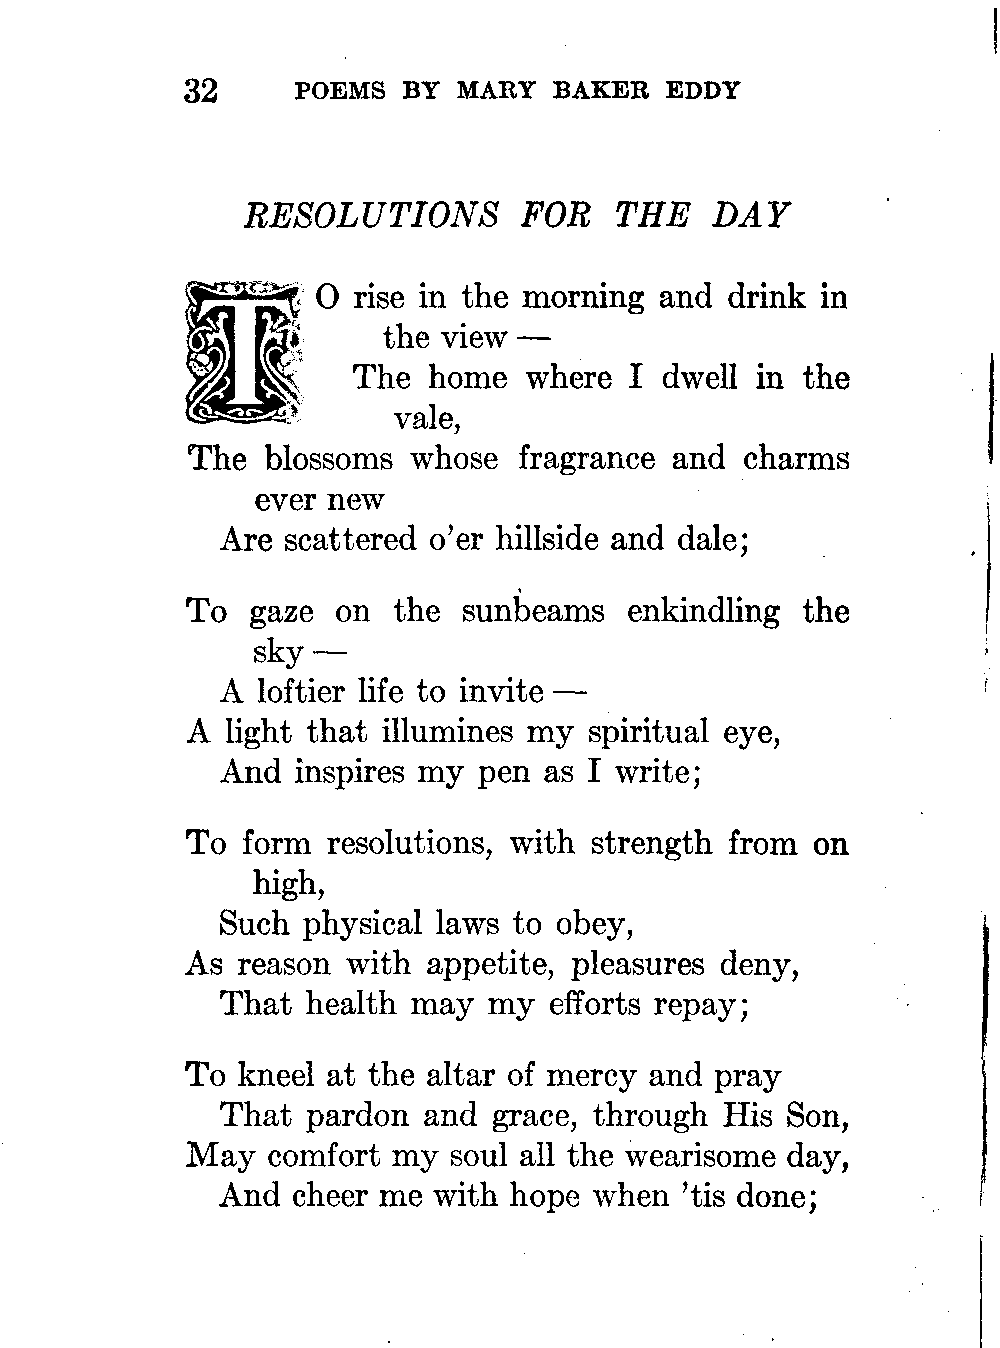 32 POEMS BY MARY BAKER EDDY
RESOLUTIONS FOR THE DAY
TO rise in the morning and drink in
the view —
The home where I dwell in the
vale,
The blossoms whose fragrance and charms
ever new
Are scattered o'er hillside and dale;
To gaze on the sunbeams enkindling the
sky —
A loftier life to invite —
A light that illumines my spiritual eye,
And inspires my pen as I write;
To form resolutions, with strength from on
high,
Such physical laws to obey,
As reason with appetite, pleasures deny,
That health may my efforts repay;
To kneel at the altar of mercy and pray
That pardon and grace, through His Son,
May comfort my soul all the wearisome day,
And cheer me with hope when 'tis done;